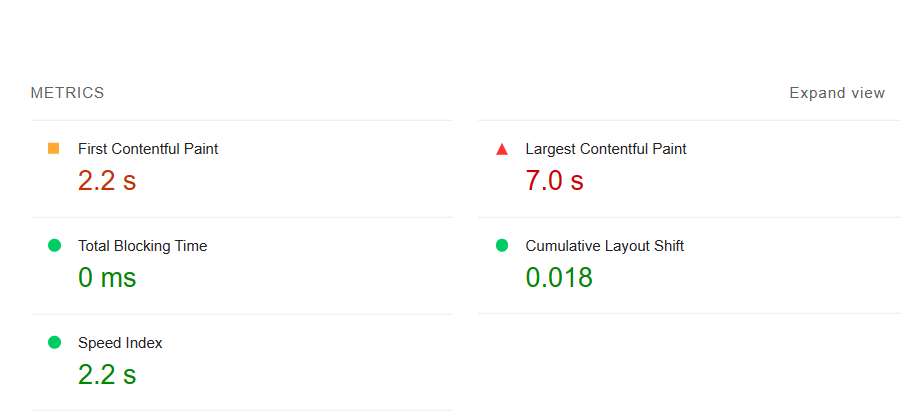 METRICS
Expand view
First Contentful Paint
2.2 s
Largest Contentful Paint
7.0 s
Total Blocking Time
0 ms
Cumulative Layout Shift
0.018
Speed Index
2.2 s